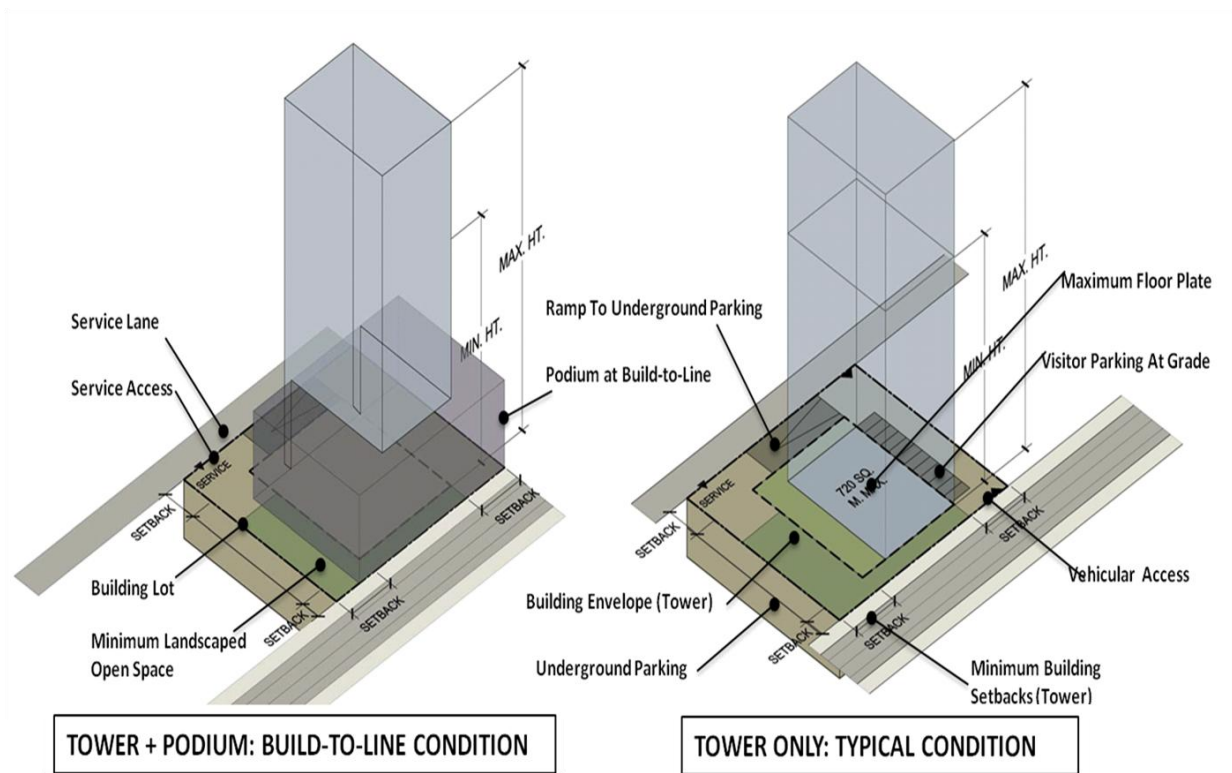 MAX. HT.
MIN. HT.
Service Lane
Service Access
SERVICE
SETBACK
SETBACK
SETBACK
SETBACK
Podium at Build-to-Line
Building Lot
Minimum Landscaped
Open Space
TOWER + PODIUM: BUILD-TO-LINE CONDITION
MAX. HT.
MIN. HT.
Ramp To Underground Parking
Maximum Floor Plate
Visitor Parking At Grade
720 SQ.
M. MAX.
SERVICE
SETBACK
SETBACK
SETBACK
SETBACK
Vehicular Access
Building Envelope (Tower)
Underground Parking
Minimum Building
Setbacks (Tower)
TOWER ONLY: TYPICAL CONDITION